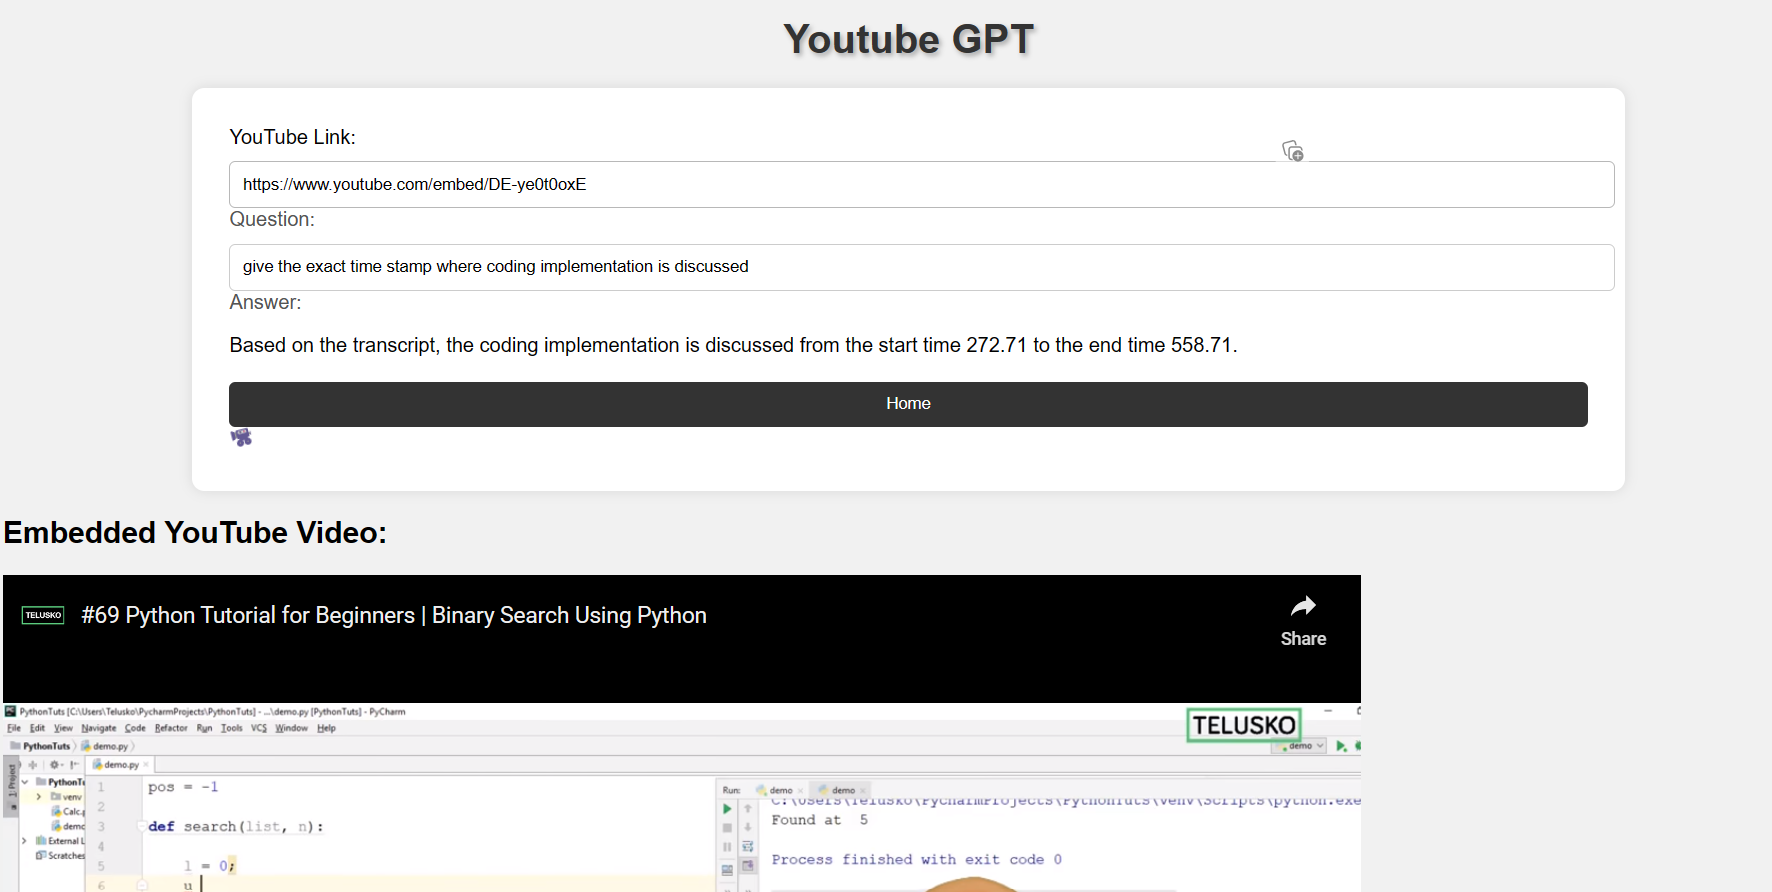 Youtube GPT
YouTube Link:
https://www.youtube.com/embed/DE-ye0t0oxE
Question:
give the exact time stamp where coding implementation is discussed
Answer:
Based on the transcript, the coding implementation is discussed from the start time 272.71 to the end time 558.71.
Home
Embedded YouTube Video:
TELUSKO #69 Python Tutorial for Beginners | Binary Search Using Python
Share
PythonTuts [C:\Users\Telusko\PycharmProjects\PythonTuts] - ...\demo.py [PythonTuts] - PyCharm
File Edit View Navigate Code Refactor Run Tools VCS Window Help
TELUSKO
PythonTuts demo.py
demo
demo.py
1: Project
PythonTu
venv
Calc.p
demo
External L
Scratches
1 pos = -1
2
3 def search(list, n):
4
5 l = 0;
6 u
Run: demo demo
C:\Users\Telusko\PycharmProjects\PythonTuts\venv\Scripts\python.exe
Found at 5
Process finished with exit code 0